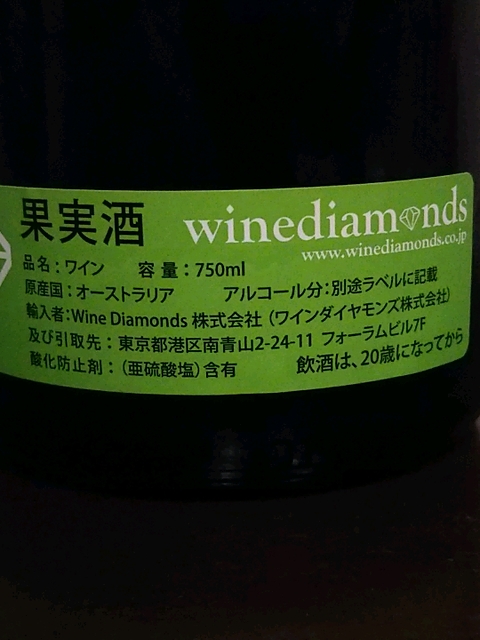 果実酒 winediamonds
www.winediamonds.co.jp
品名：ワイン 容量：750ml
原産国：オーストラリア アルコール分：別途ラベルに記載
輸入者：Wine Diamonds 株式会社（ワインダイヤモンズ株式会社）
及び引取先：東京都港区南青山2-24-11 フォーラムビル7F
酸化防止剤：（亜硫酸塩）含有 飲酒は、20歳になってから